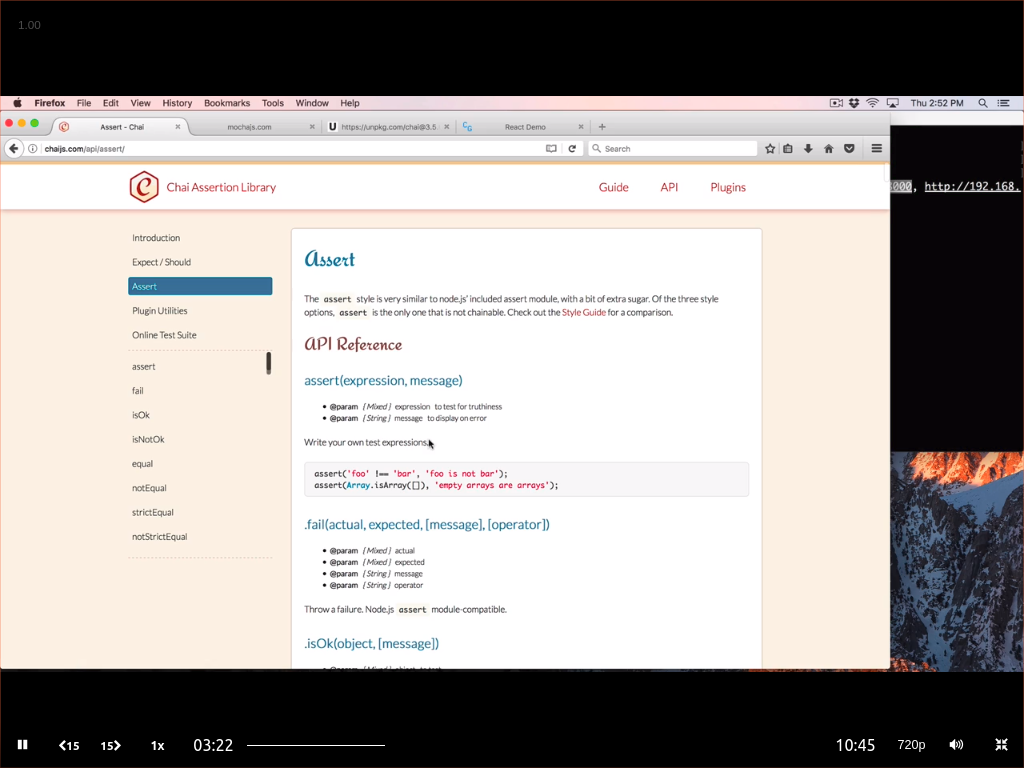 1.00
Firefox File Edit View History Bookmarks Tools Window Help
Thu 2:52 PM
Assert - Chai
mochajs.com
https://unpkg.com/chai@3.5.
React Demo
chaijs.com/api/assert/
Search
Chai Assertion Library
Guide API Plugins
000, http://192.168.
Introduction
Expect / Should
Assert
Plugin Utilities
Online Test Suite
assert
fail
isOk
isNotOk
equal
notEqual
strictEqual
notStrictEqual
Assert
The assert style is very similar to node.js' included assert module, with a bit of extra sugar. Of the three style
options, assert is the only one that is not chainable. Check out the Style Guide for a comparison.
API Reference
assert(expression, message)
• @param [Mixed] expression to test for truthiness
• @param [String] message to display on error
Write your own test expressions.
assert('foo' !== 'bar', 'foo is not bar');
assert(Array.isArray([]), 'empty arrays are arrays');
.fail(actual, expected, [message], [operator])
• @param [Mixed] actual
• @param [Mixed] expected
• @param [String] message
• @param [String] operator
Throw a failure. Node.js assert module-compatible.
.isOk(object, [message])
15 15 1x 03:22 10:45 720p